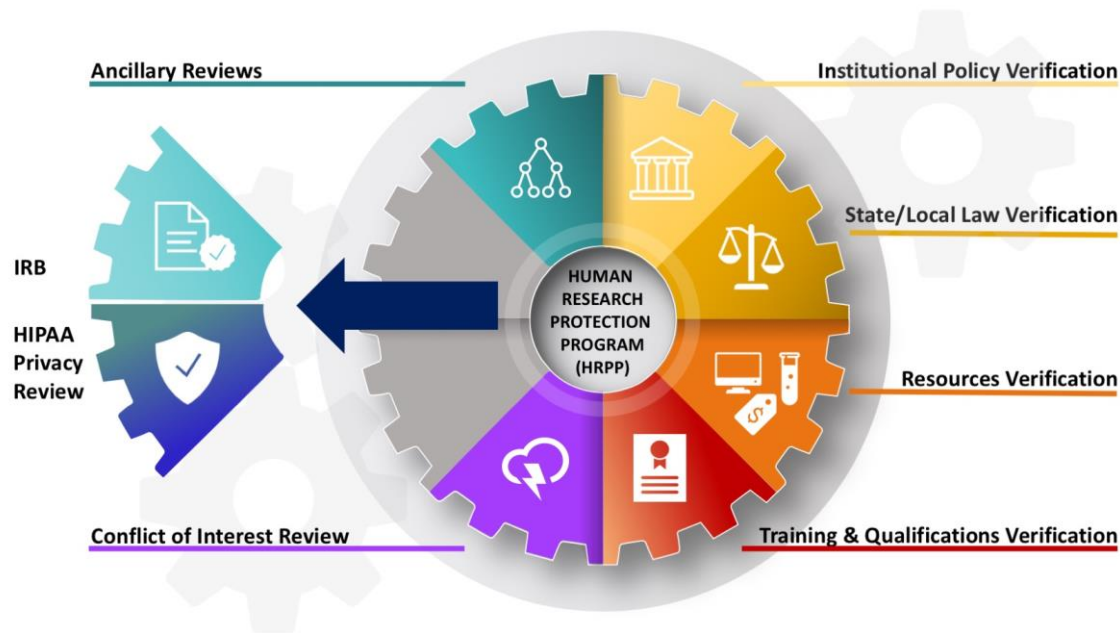 Ancillary Reviews
Institutional Policy Verification
State/Local Law Verification
IRB
HUMAN
RESEARCH
PROTECTION
PROGRAM
(HRPP)
HIPAA
Privacy
Review
Resources Verification
$
Conflict of Interest Review
Training & Qualifications Verification